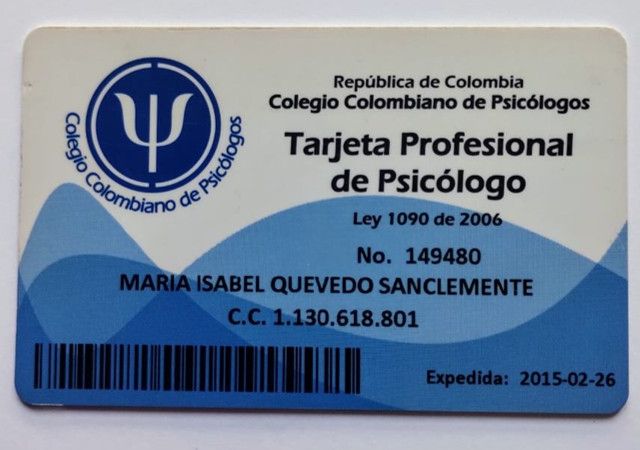 Colegio Colombiano de Psicólogos
República de Colombia
Colegio Colombiano de Psicólogos
Tarjeta Profesional
de Psicólogo
Ley 1090 de 2006
No. 149480
MARIA ISABEL QUEVEDO SANCLEMENTE
C.C. 1.130.618.801
Expedida: 2015-02-26